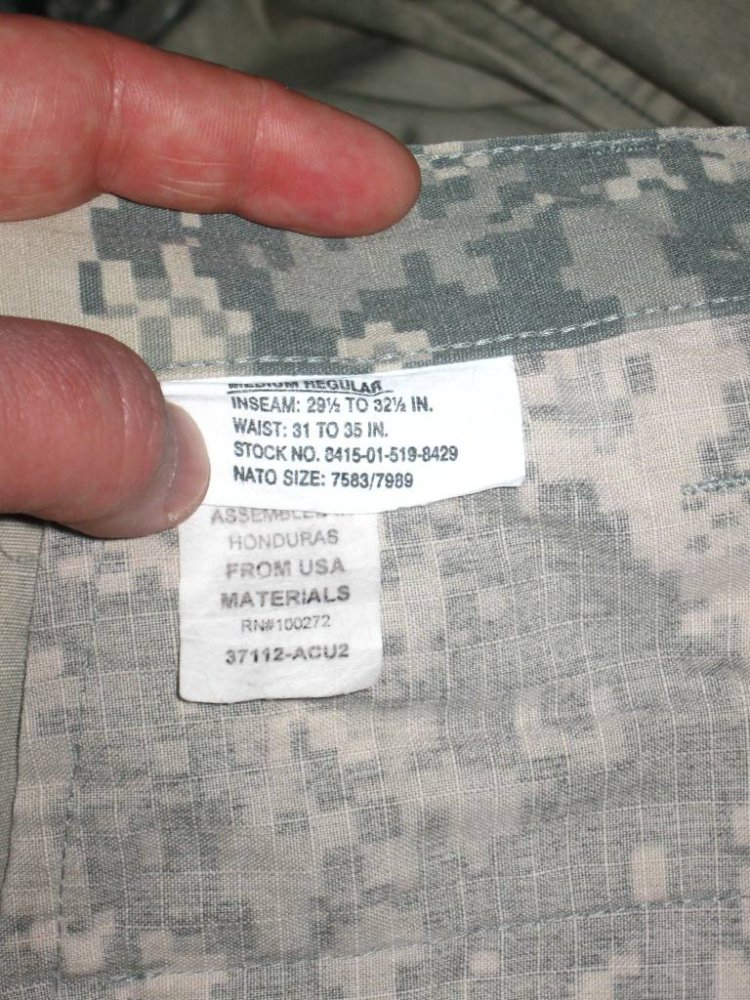 MEDIUM REGULAR
INSEAM: 29½ TO 32½ IN.
WAIST: 31 TO 35 IN.
STOCK NO. 8415-01-519-8429
NATO SIZE: 7583/7989
ASSEMBLED
HONDURAS
FROM USA
MATERIALS
RN#100272
37112-ACU2